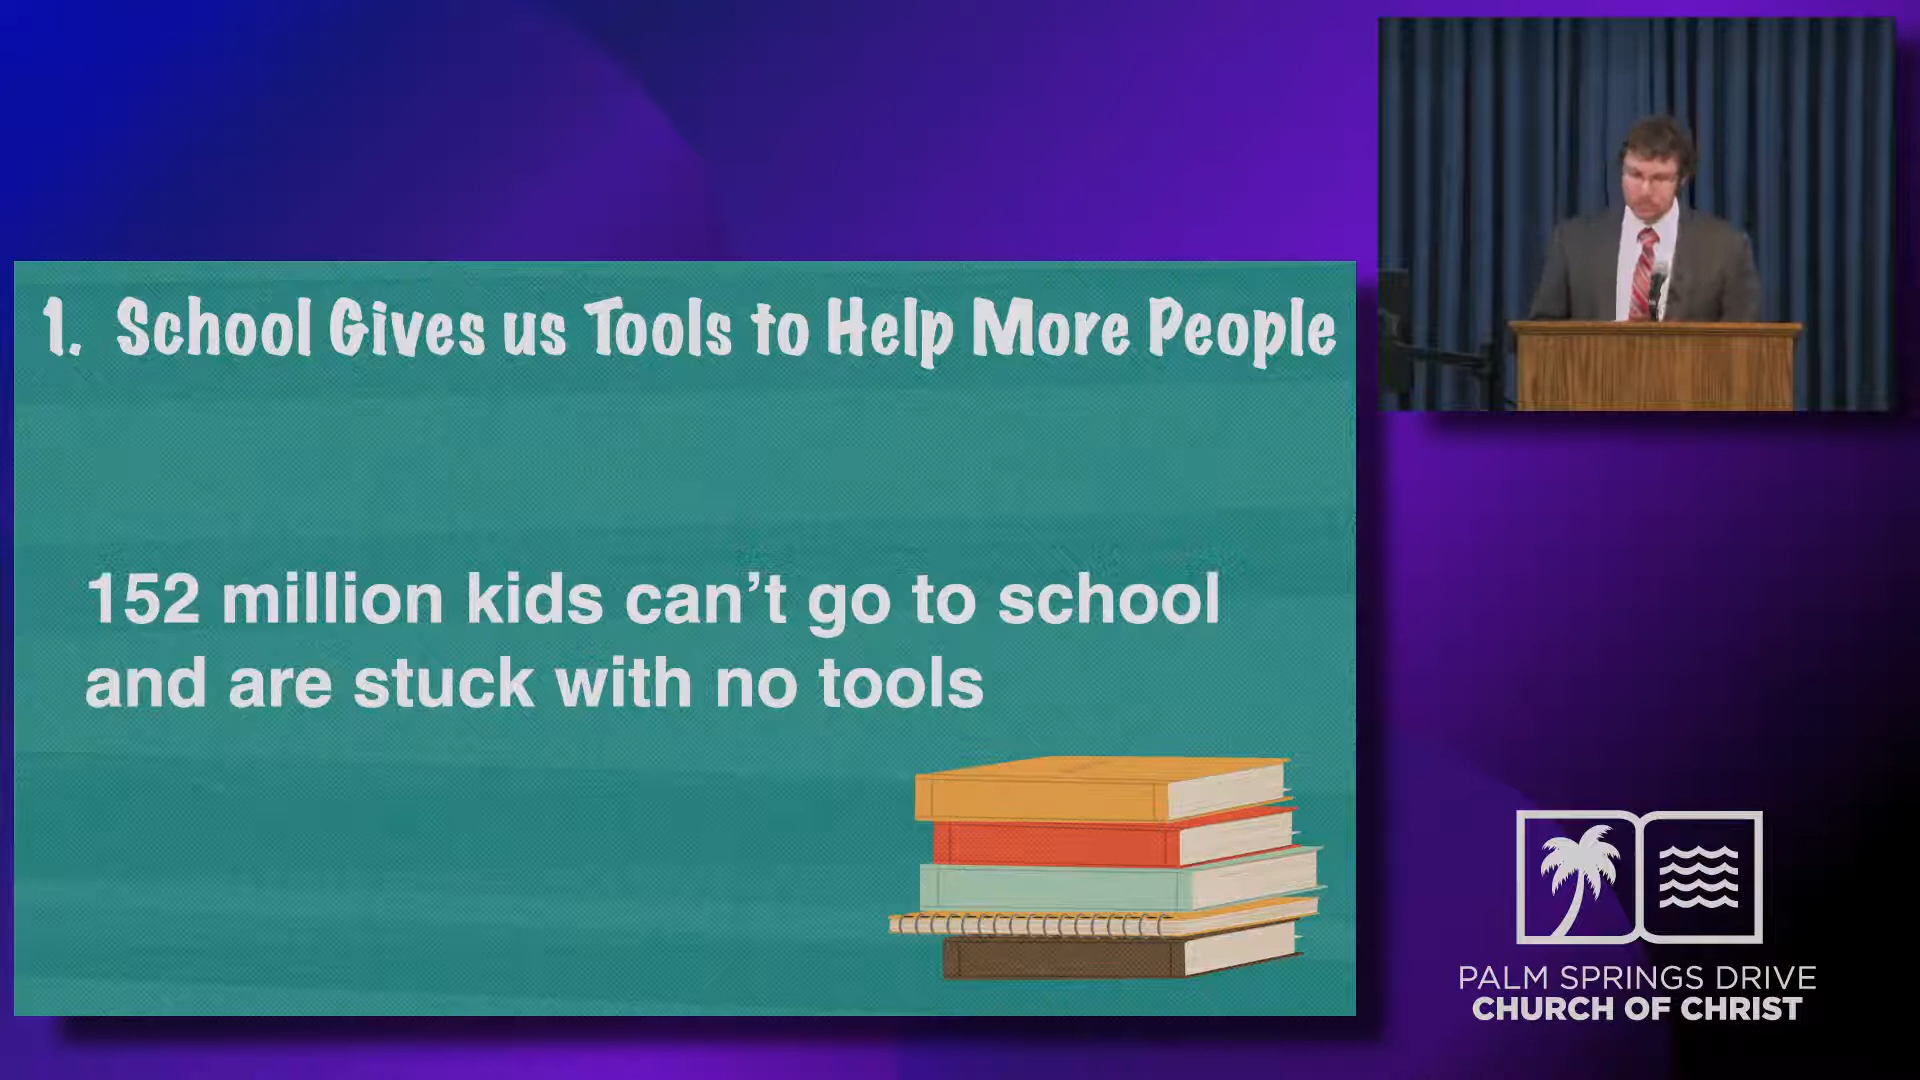 1. School Gives us Tools to Help More People
152 million kids can't go to school
and are stuck with no tools
PALM SPRINGS DRIVE
CHURCH OF CHRIST